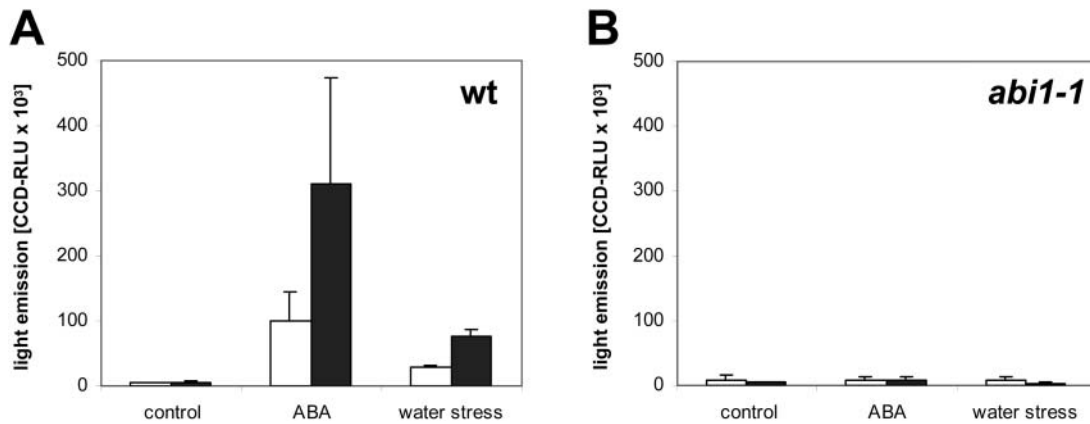 A
light emission [CCD-RLU x 10³]
500
400
300
200
100
0
wt
control ABA water stress
B
light emission [CCD-RLU x 10³]
500
400
300
200
100
0
abi1-1
control ABA water stress